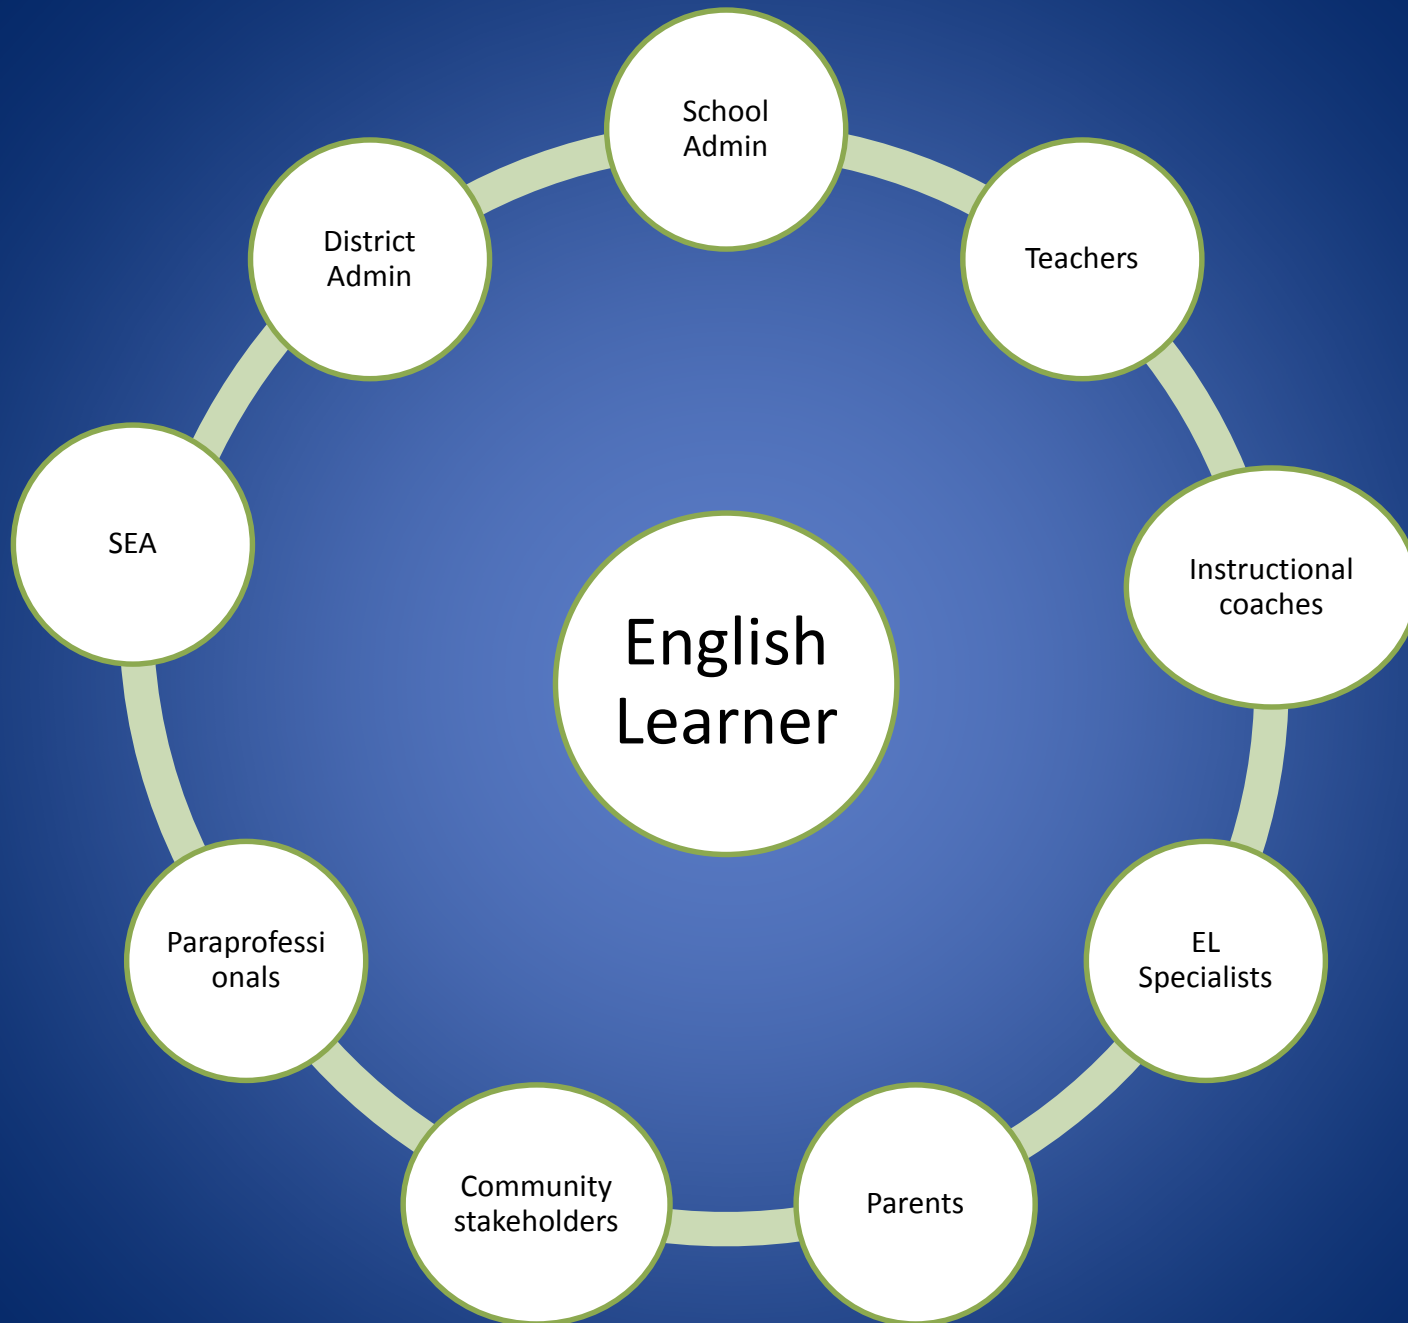 School
Admin
Teachers
Instructional
coaches
EL
Specialists
Parents
Community
stakeholders
Paraprofessi
onals
SEA
District
Admin
English
Learner